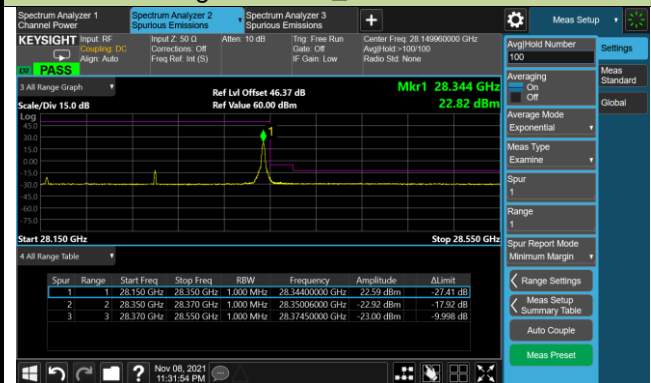 Spectrum Analyzer 1
Channel Power
Spectrum Analyzer 2
Spurious Emissions
Spectrum Analyzer 3
Spurious Emissions
+
Meas Setup
KEYSIGHT
Input: RF
Coupling: DC
Align: Auto
Input Z: 50 Ω
Corrections: Off
Freq Ref: Int (S)
Atten: 10 dB
Trig: Free Run
Gate: Off
IF Gain: Low
Center Freq: 28.149960000 GHz
Avg|Hold:>100/100
Radio Std: None
PASS
3 All Range Graph
Scale/Div 15.0 dB
Ref Lvl Offset 46.37 dB
Ref Value 60.00 dBm
Mkr1 28.344 GHz
22.82 dBm
Log
45.0
30.0
15.0
0.00
-15.0
-30.0
-45.0
-60.0
-75.0
1
Start 28.150 GHz
Stop 28.550 GHz
4 All Range Table
Spur Range Start Freq Stop Freq RBW Frequency Amplitude ΔLimit
1 1 28.150 GHz 28.350 GHz 1.000 MHz 28.34400000 GHz 22.59 dBm -27.41 dB
2 2 28.350 GHz 28.370 GHz 1.000 MHz 28.35006000 GHz -22.92 dBm -17.92 dB
3 3 28.370 GHz 28.550 GHz 1.000 MHz 28.37450000 GHz -23.00 dBm -9.998 dB
Avg|Hold Number
100
Averaging
On
Off
Average Mode
Exponential
Meas Type
Examine
Spur
1
Range
1
Spur Report Mode
Minimum Margin
Range Settings
Meas Setup
Summary Table
Auto Couple
Meas Preset
Settings
Meas
Standard
Global
?
Nov 08, 2021
11:31:54 PM